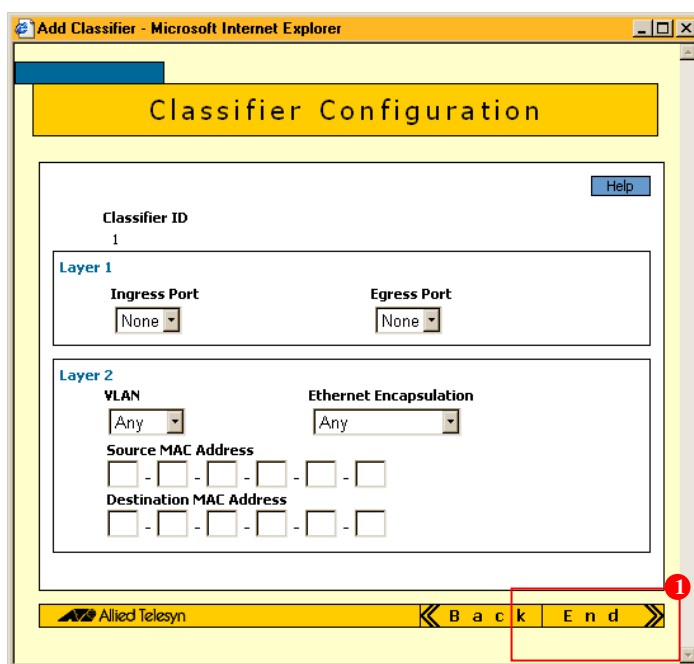 Add Classifier - Microsoft Internet Explorer
Classifier Configuration
Help
Classifier ID
1
Layer 1
Ingress Port
Egress Port
None
None
Layer 2
VLAN
Ethernet Encapsulation
Any
Any
Source MAC Address
- - - - -
Destination MAC Address
- - - - -
1
Allied Telesyn
Back
End